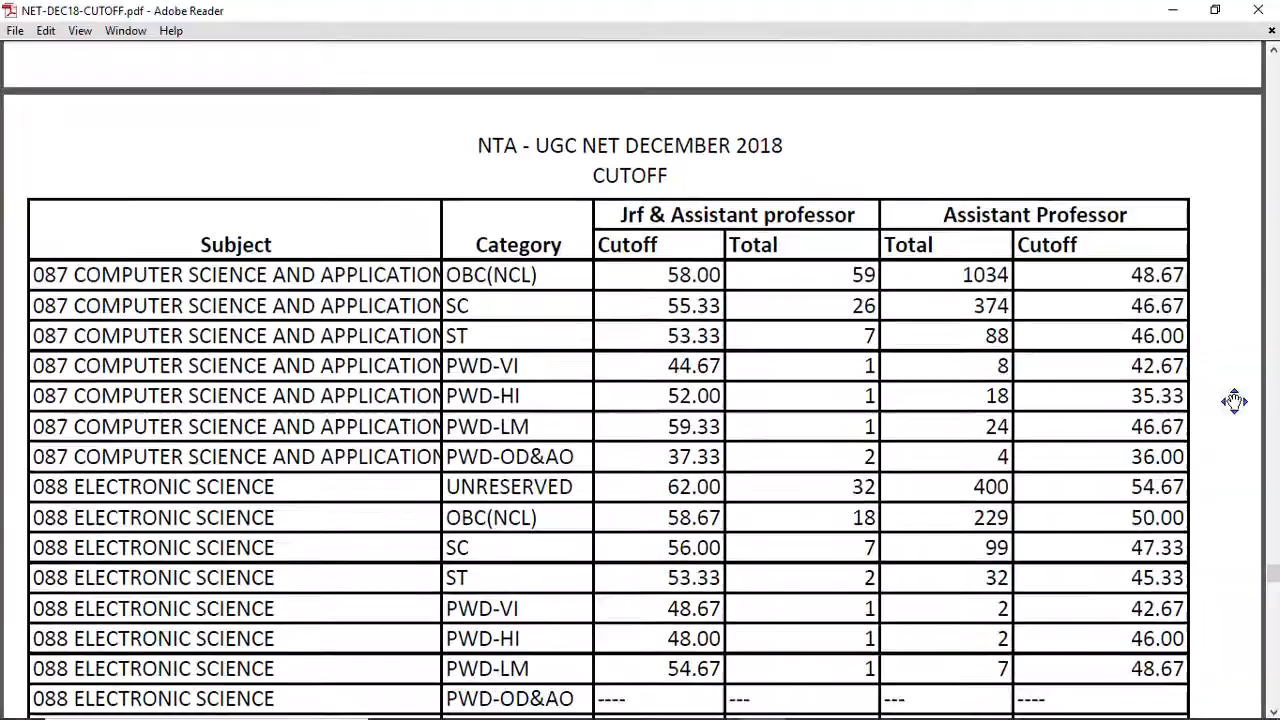 NET-DEC18-CUTOFF.pdf - Adobe Reader
File Edit View Window Help
NTA - UGC NET DECEMBER 2018
CUTOFF
Jrf & Assistant professor Assistant Professor
Subject Category Cutoff Total Total Cutoff
087 COMPUTER SCIENCE AND APPLICATION OBC(NCL) 58.00 59 1034 48.67
087 COMPUTER SCIENCE AND APPLICATION SC 55.33 26 374 46.67
087 COMPUTER SCIENCE AND APPLICATION ST 53.33 7 88 46.00
087 COMPUTER SCIENCE AND APPLICATION PWD-VI 44.67 1 8 42.67
087 COMPUTER SCIENCE AND APPLICATION PWD-HI 52.00 1 18 35.33
087 COMPUTER SCIENCE AND APPLICATION PWD-LM 59.33 1 24 46.67
087 COMPUTER SCIENCE AND APPLICATION PWD-OD&AO 37.33 2 4 36.00
088 ELECTRONIC SCIENCE UNRESERVED 62.00 32 400 54.67
088 ELECTRONIC SCIENCE OBC(NCL) 58.67 18 229 50.00
088 ELECTRONIC SCIENCE SC 56.00 7 99 47.33
088 ELECTRONIC SCIENCE ST 53.33 2 32 45.33
088 ELECTRONIC SCIENCE PWD-VI 48.67 1 2 42.67
088 ELECTRONIC SCIENCE PWD-HI 48.00 1 2 46.00
088 ELECTRONIC SCIENCE PWD-LM 54.67 1 7 48.67
088 ELECTRONIC SCIENCE PWD-OD&AO ---- --- --- ----